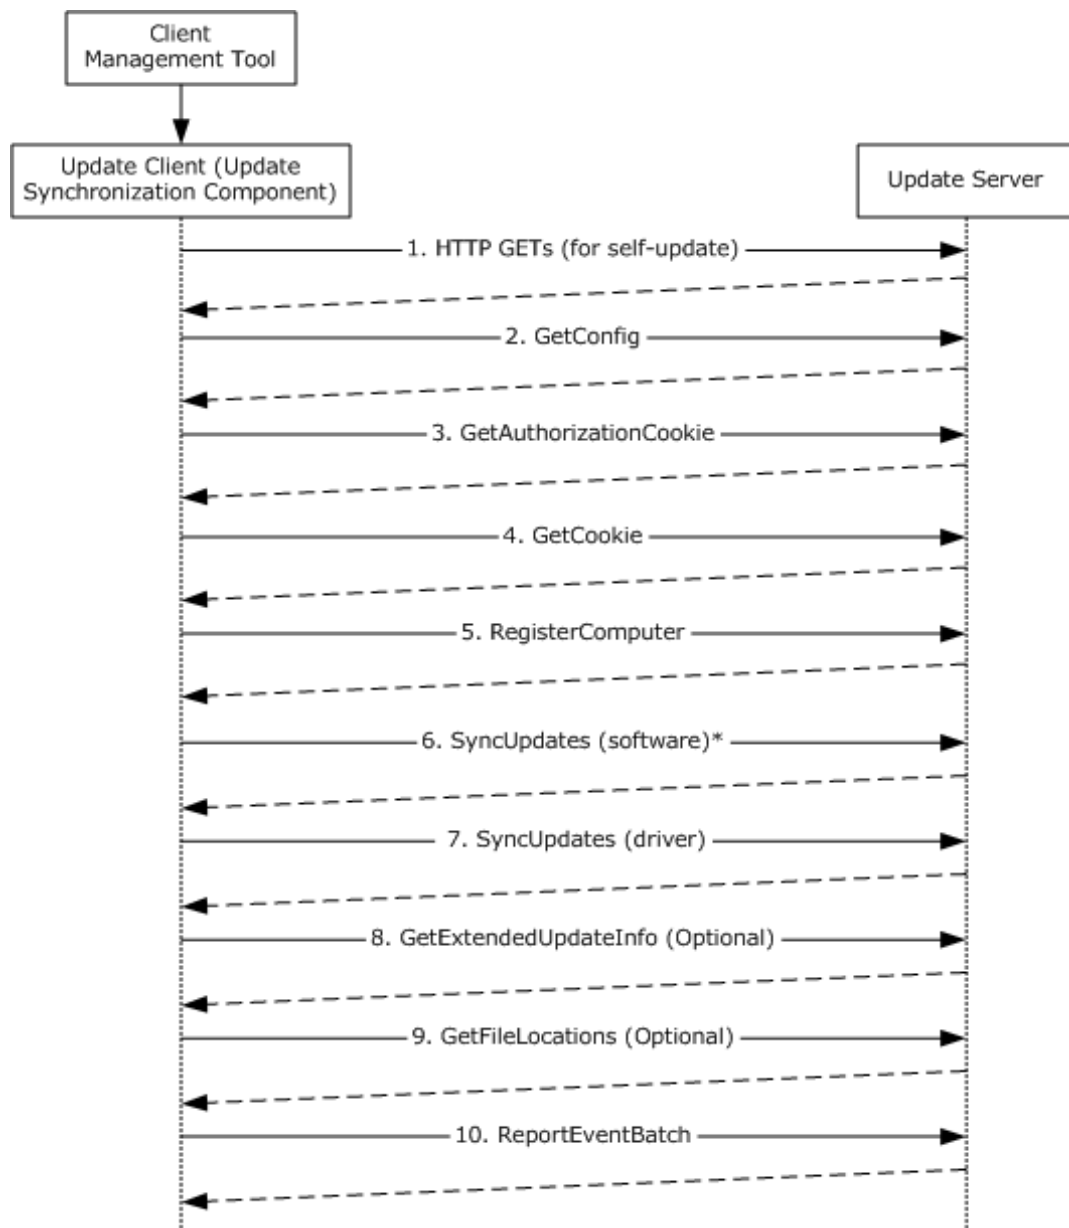 Client
Management Tool
Update Client (Update
Synchronization Component)
Update Server
1. HTTP GETs (for self-update)
2. GetConfig
3. GetAuthorizationCookie
4. GetCookie
5. RegisterComputer
6. SyncUpdates (software)*
7. SyncUpdates (driver)
8. GetExtendedUpdateInfo (Optional)
9. GetFileLocations (Optional)
10. ReportEventBatch